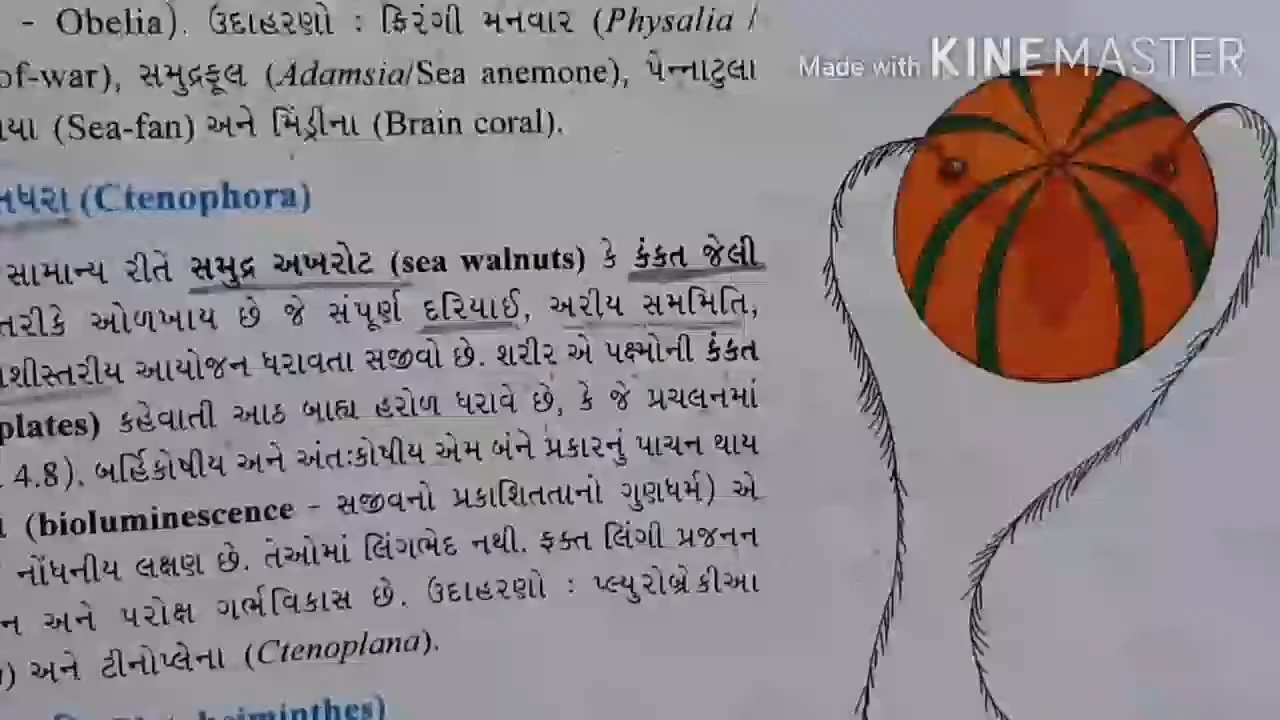 - Obelia). ઉદાહરણો : ફિરંગી મનવાર (Physalia /
of-war), સમુદ્રફૂલ (Adamsia/Sea anemone), પેન્નાટુલા
(Sea-fan) અને મિંડ્રીના (Brain coral).
Made with KINEMASTER
(Ctenophora)
સામાન્ય રીતે સમુદ્ર અખરોટ (sea walnuts) કે કંકત જેલી
તરીકે ઓળખાય છે જે સંપૂર્ણ દરિયાઈ, અરીય સમમિતિ,
આયોજન ધરાવતા સજીવો છે. શરીર એ પક્ષ્મોની કંકત
plates) કહેવાતી આઠ બાહ્ય હરોળ ધરાવે છે, કે જે પ્રચલનમાં
4.8). બર્હિકોષીય અને અંતઃકોષીય એમ બંને પ્રકારનું પાચન થાય
(bioluminescence - સજીવનો પ્રકાશિતતાનો ગુણધર્મ) એ
નોંધનીય લક્ષણ છે. તેઓમાં લિંગભેદ નથી. ફક્ત લિંગી પ્રજનન
અને પરોક્ષ ગર્ભવિકાસ છે. ઉદાહરણો : પ્લ્યુરોબ્રેકીઆ
) અને ટીનોપ્લેના (Ctenoplana).